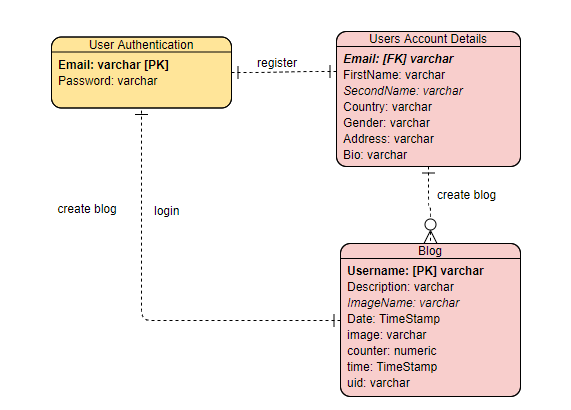 User Authentication
Email: varchar [PK]
Password: varchar
register
Users Account Details
Email: [FK] varchar
FirstName: varchar
SecondName: varchar
Country: varchar
Gender: varchar
Address: varchar
Bio: varchar
create blog
login
create blog
Blog
Username: [PK] varchar
Description: varchar
ImageName: varchar
Date: TimeStamp
image: varchar
counter: numeric
time: TimeStamp
uid: varchar